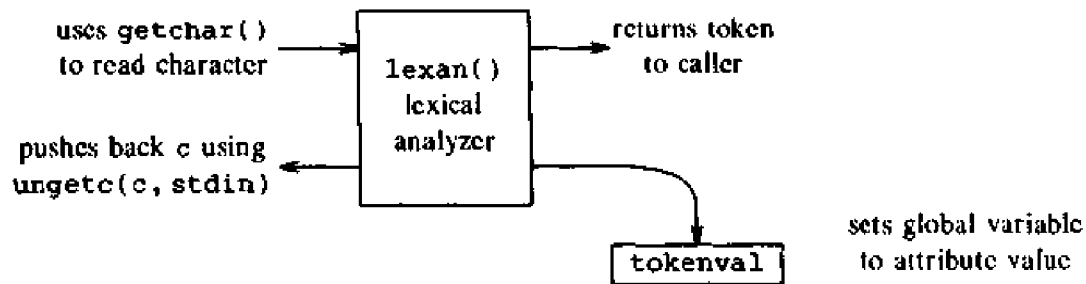 uses getchar()
to read character
lexan()
lexical
analyzer
returns token
to caller
pushes back c using
ungetc(c,stdin)
tokenval
sets global variable
to attribute value